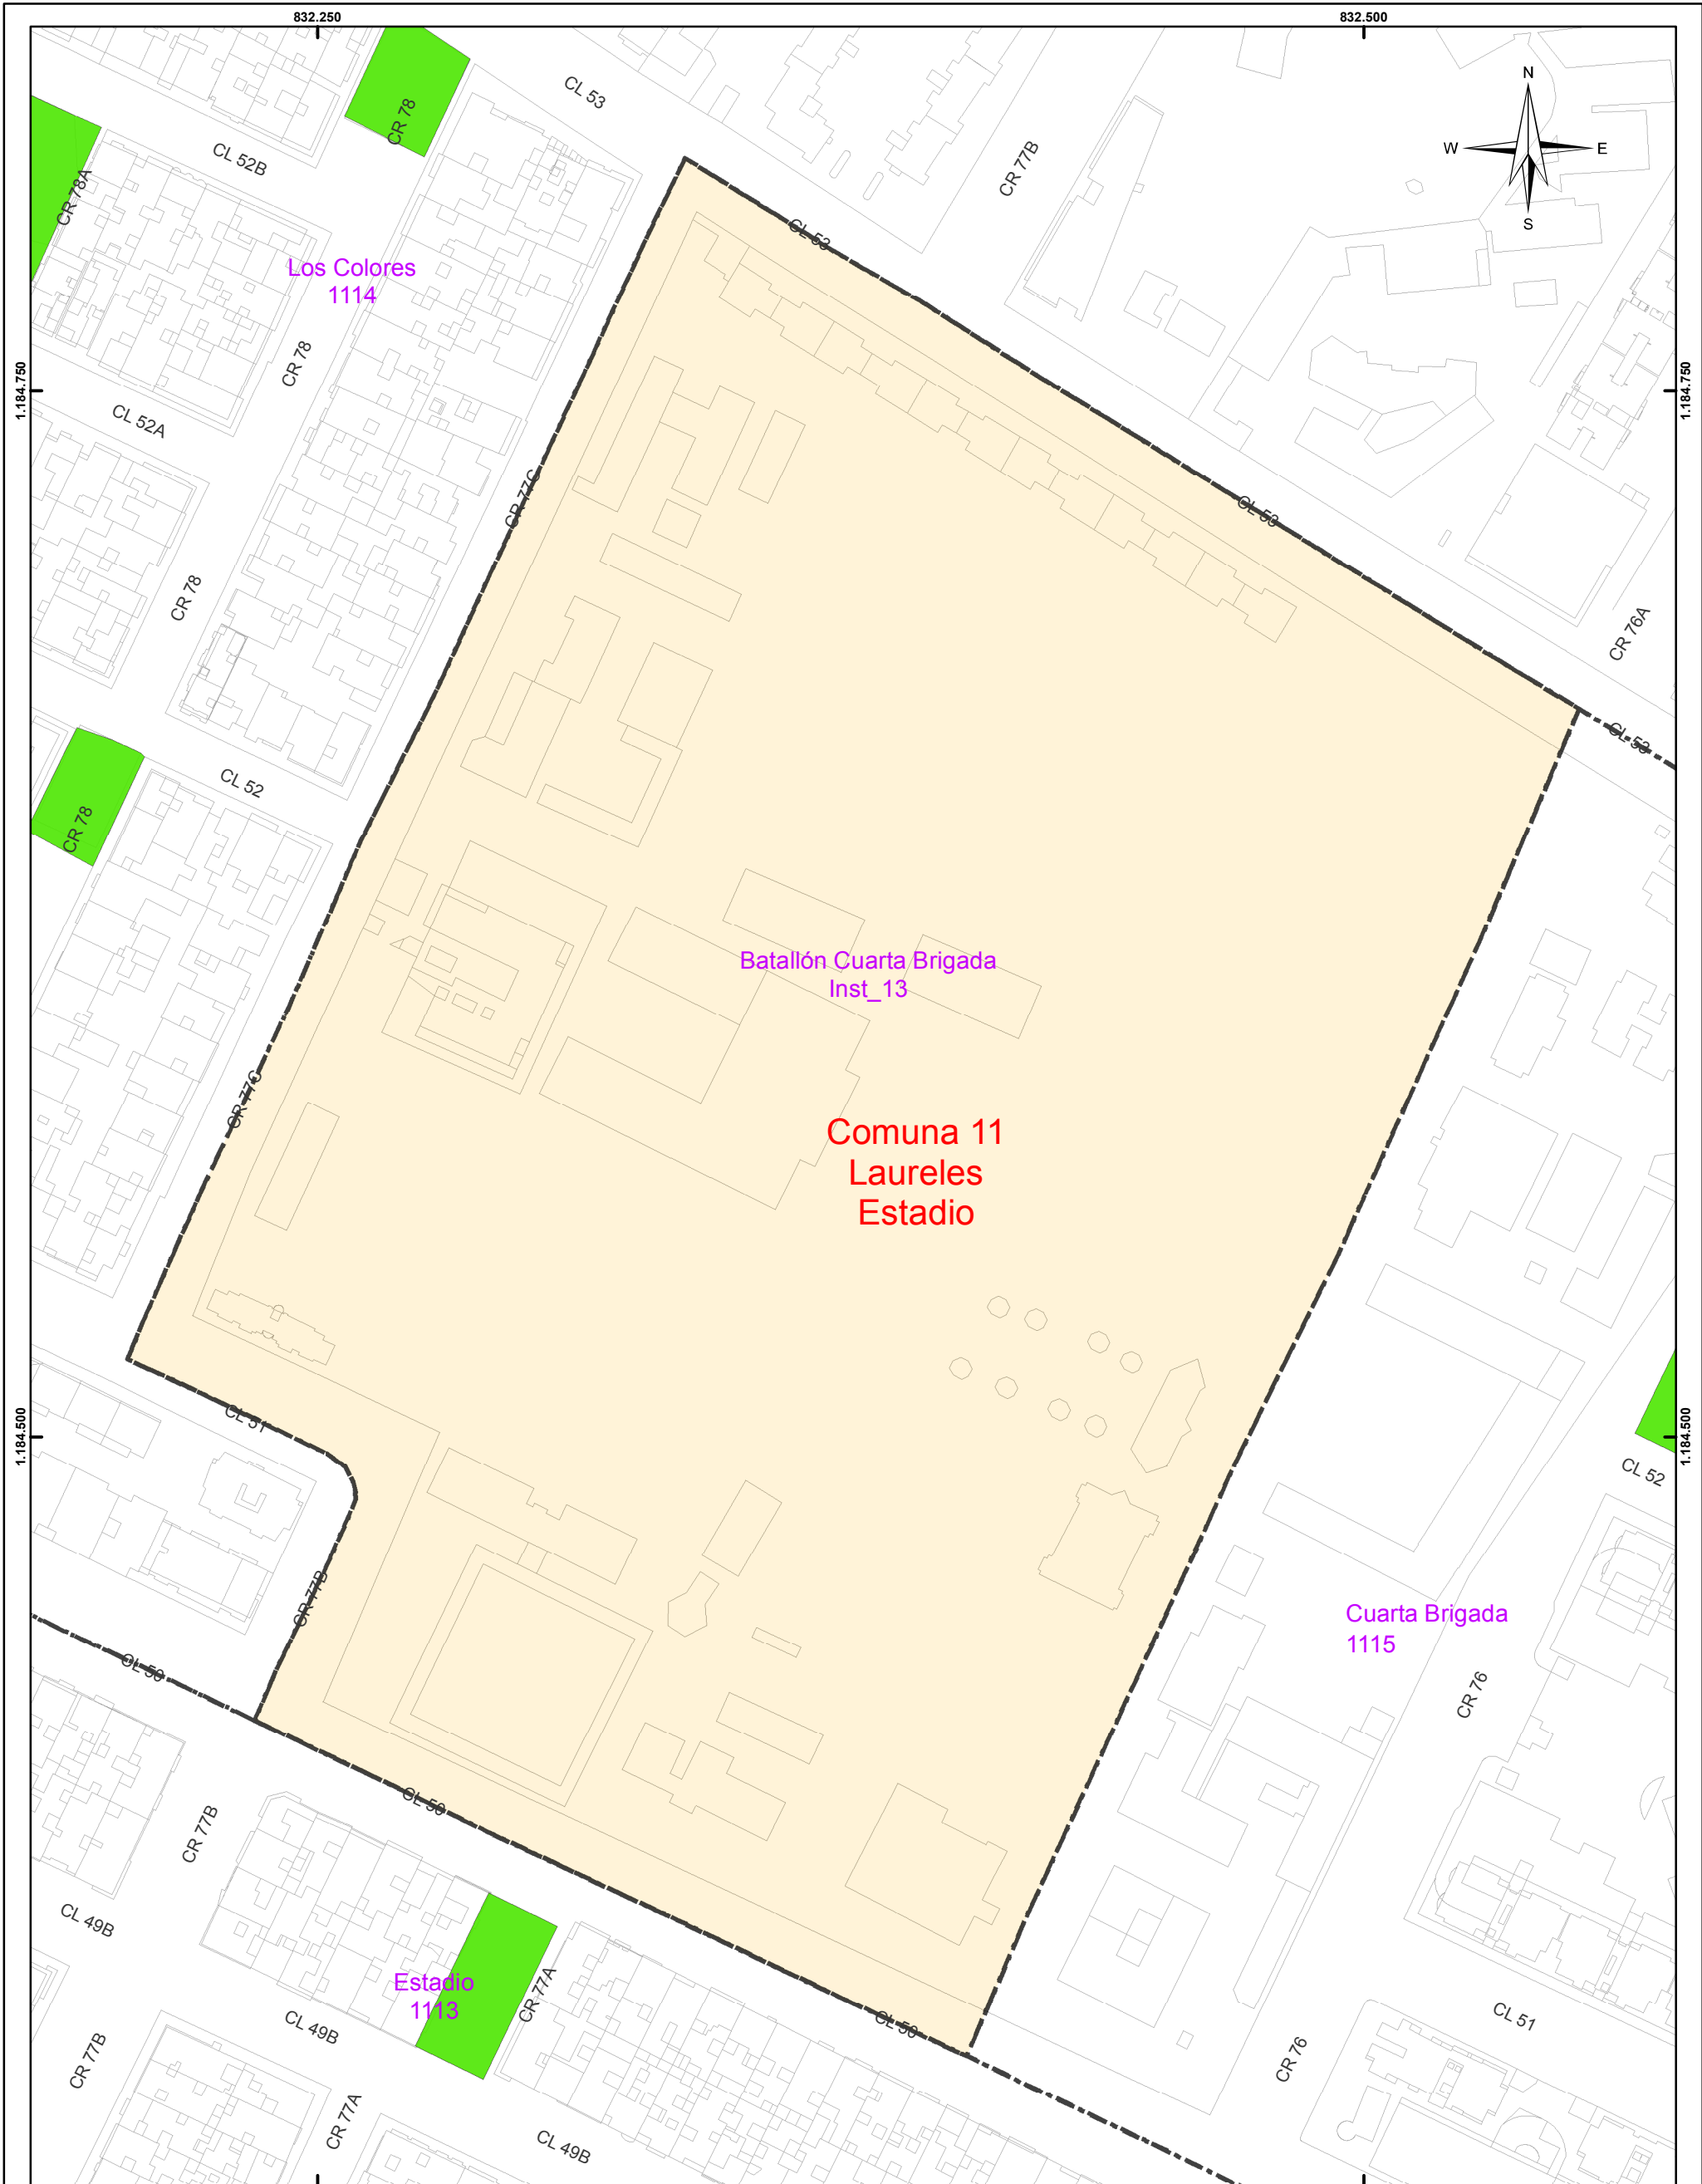 832.250
832.500
CL 53
CR 78
N
W
E
S
CL 52B
CR 77B
CR 78A
CL 53
Los Colores
1114
CR 78
1.184.750
1.184.750
CL 52A
CR 77C
CL 53
CR 78
CR 76A
CL 53
CL 52
CR 78
Batallón Cuarta Brigada
Inst_13
CR 77C
Comuna 11
Laureles
Estadio
CL 51
1.184.500
1.184.500
CL 52
CR 77B
Cuarta Brigada
1115
CL 50
CR 76
CL 50
CR 77B
CL 49B
Estadio
1113
CR 77A
CL 51
CL 50
CL 49B
CR 77B
CR 76
CR 77A
CL 49B